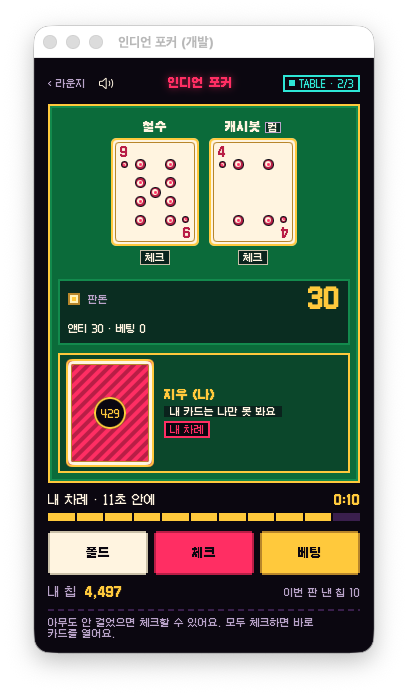 인디언 포커 (개발)
‹ 라운지
인디언 포커
TABLE · 2/3
철수
캐시봇 컴
9
9
4
4
체크
체크
판돈
30
앤티 30 · 베팅 0
429
지우 (나)
내 카드는 나만 못 봐요
내 차례
내 차례 · 11초 안에
0:10
폴드
체크
베팅
내 칩 4,497
이번 판 낸 칩 10
아무도 안 걸었으면 체크할 수 있어요. 모두 체크하면 바로
카드를 열어요.